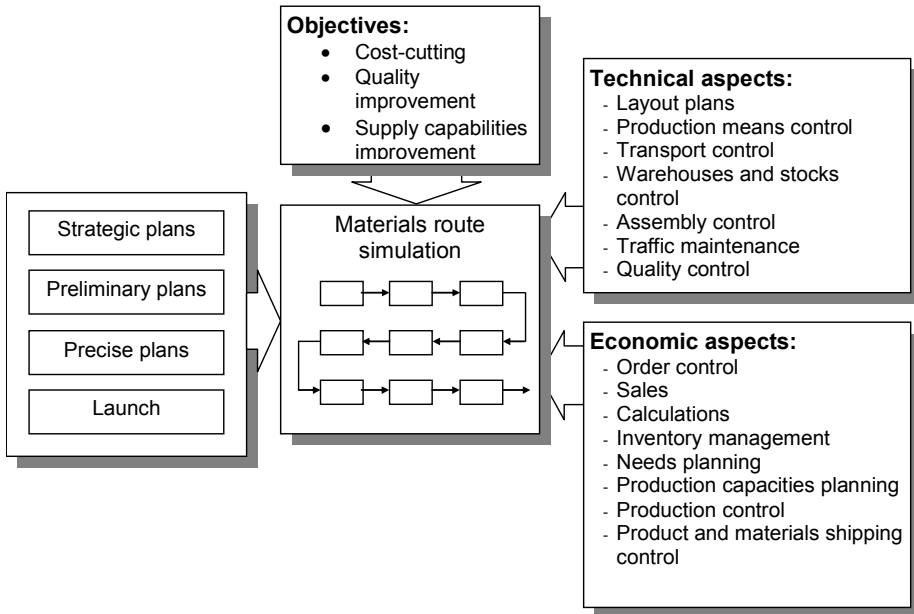 Objectives:
• Cost-cutting
• Quality
improvement
• Supply capabilities
improvement
Technical aspects:
- Layout plans
- Production means control
- Transport control
- Warehouses and stocks
control
- Assembly control
- Traffic maintenance
- Quality control
Strategic plans
Preliminary plans
Precise plans
Launch
Materials route
simulation
Economic aspects:
- Order control
- Sales
- Calculations
- Inventory management
- Needs planning
- Production capacities planning
- Production control
- Product and materials shipping
control